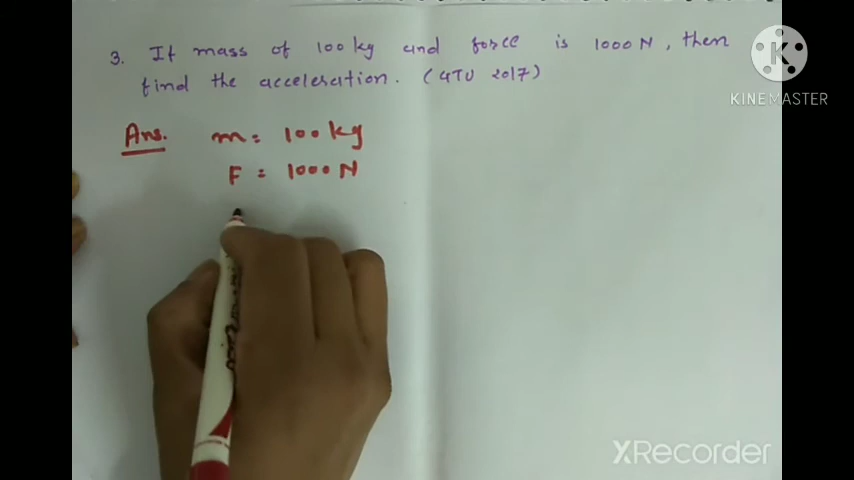 3. If mass of 100 kg and force is 1000 N, then
find the acceleration. (GTU 2017)
Ans. m = 100 kg
F = 1000 N
K
KINEMASTER
XRecorder